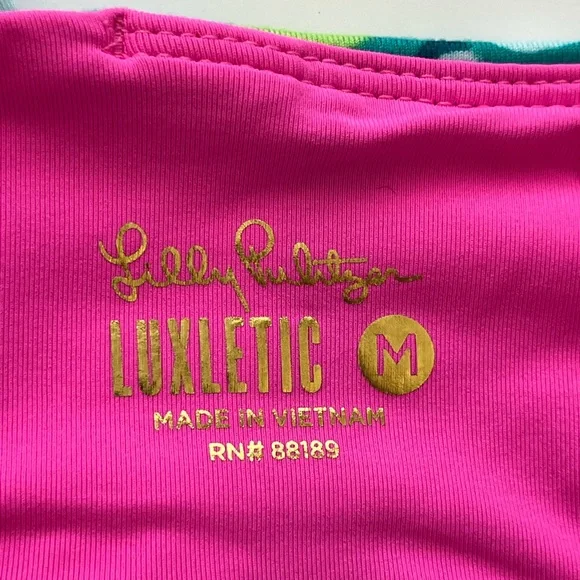 Lilly Pulitzer
LUXLETIC M
MADE IN VIETNAM
RN# 88189